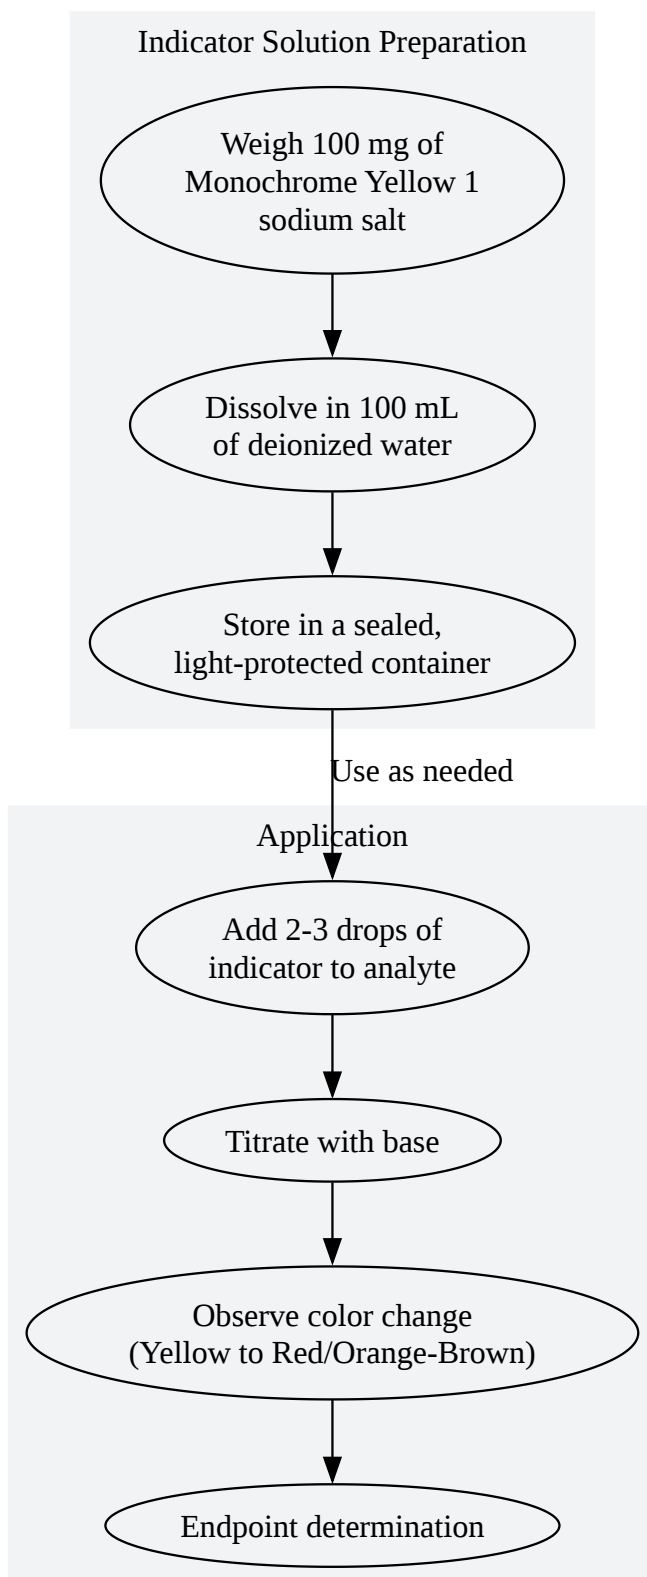 Indicator Solution Preparation
Weigh 100 mg of
Monochrome Yellow 1
sodium salt
Dissolve in 100 mL
of deionized water
Store in a sealed,
light-protected container
Use as needed
Application
Add 2-3 drops of
indicator to analyte
Titrate with base
Observe color change
(Yellow to Red/Orange-Brown)
Endpoint determination